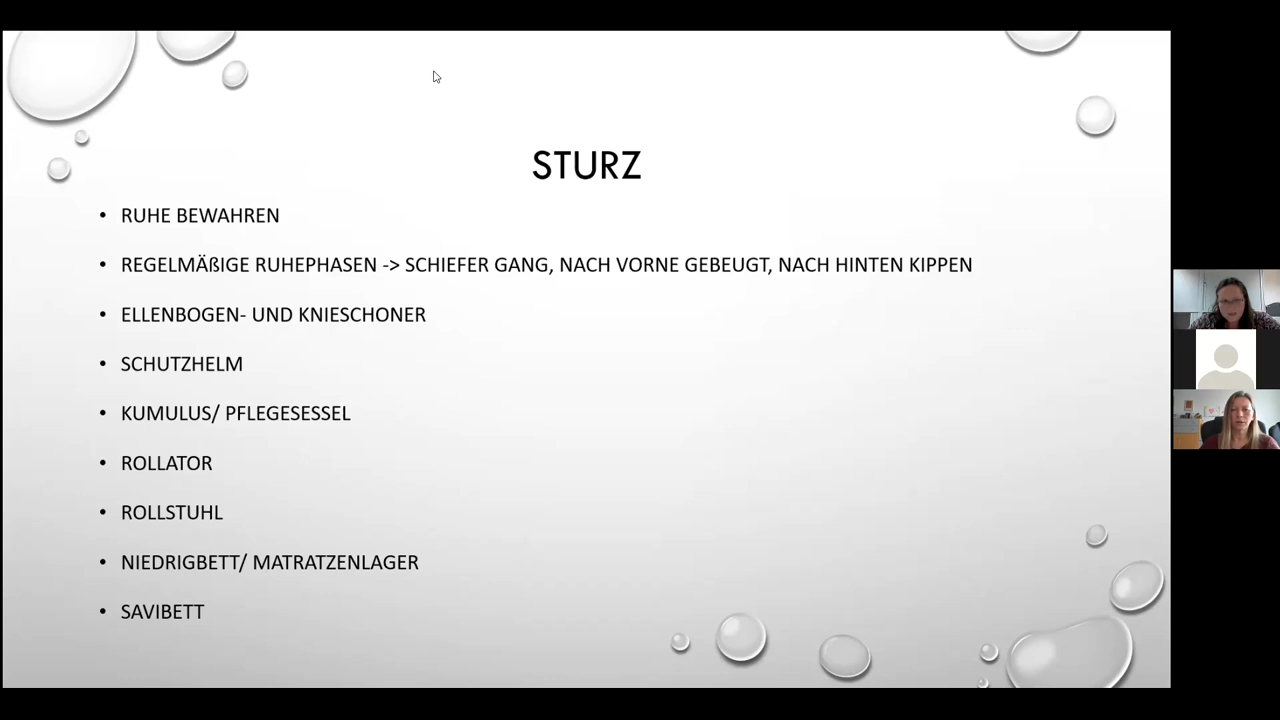 STURZ
• RUHE BEWAHREN
• REGELMÄßIGE RUHEPHASEN -> SCHIEFER GANG, NACH VORNE GEBEUGT, NACH HINTEN KIPPEN
• ELLENBOGEN- UND KNIESCHONER
• SCHUTZHELM
• KUMULUS/ PFLEGESESSEL
• ROLLATOR
• ROLLSTUHL
• NIEDRIGBETT/ MATRATZENLAGER
• SAVIBETT